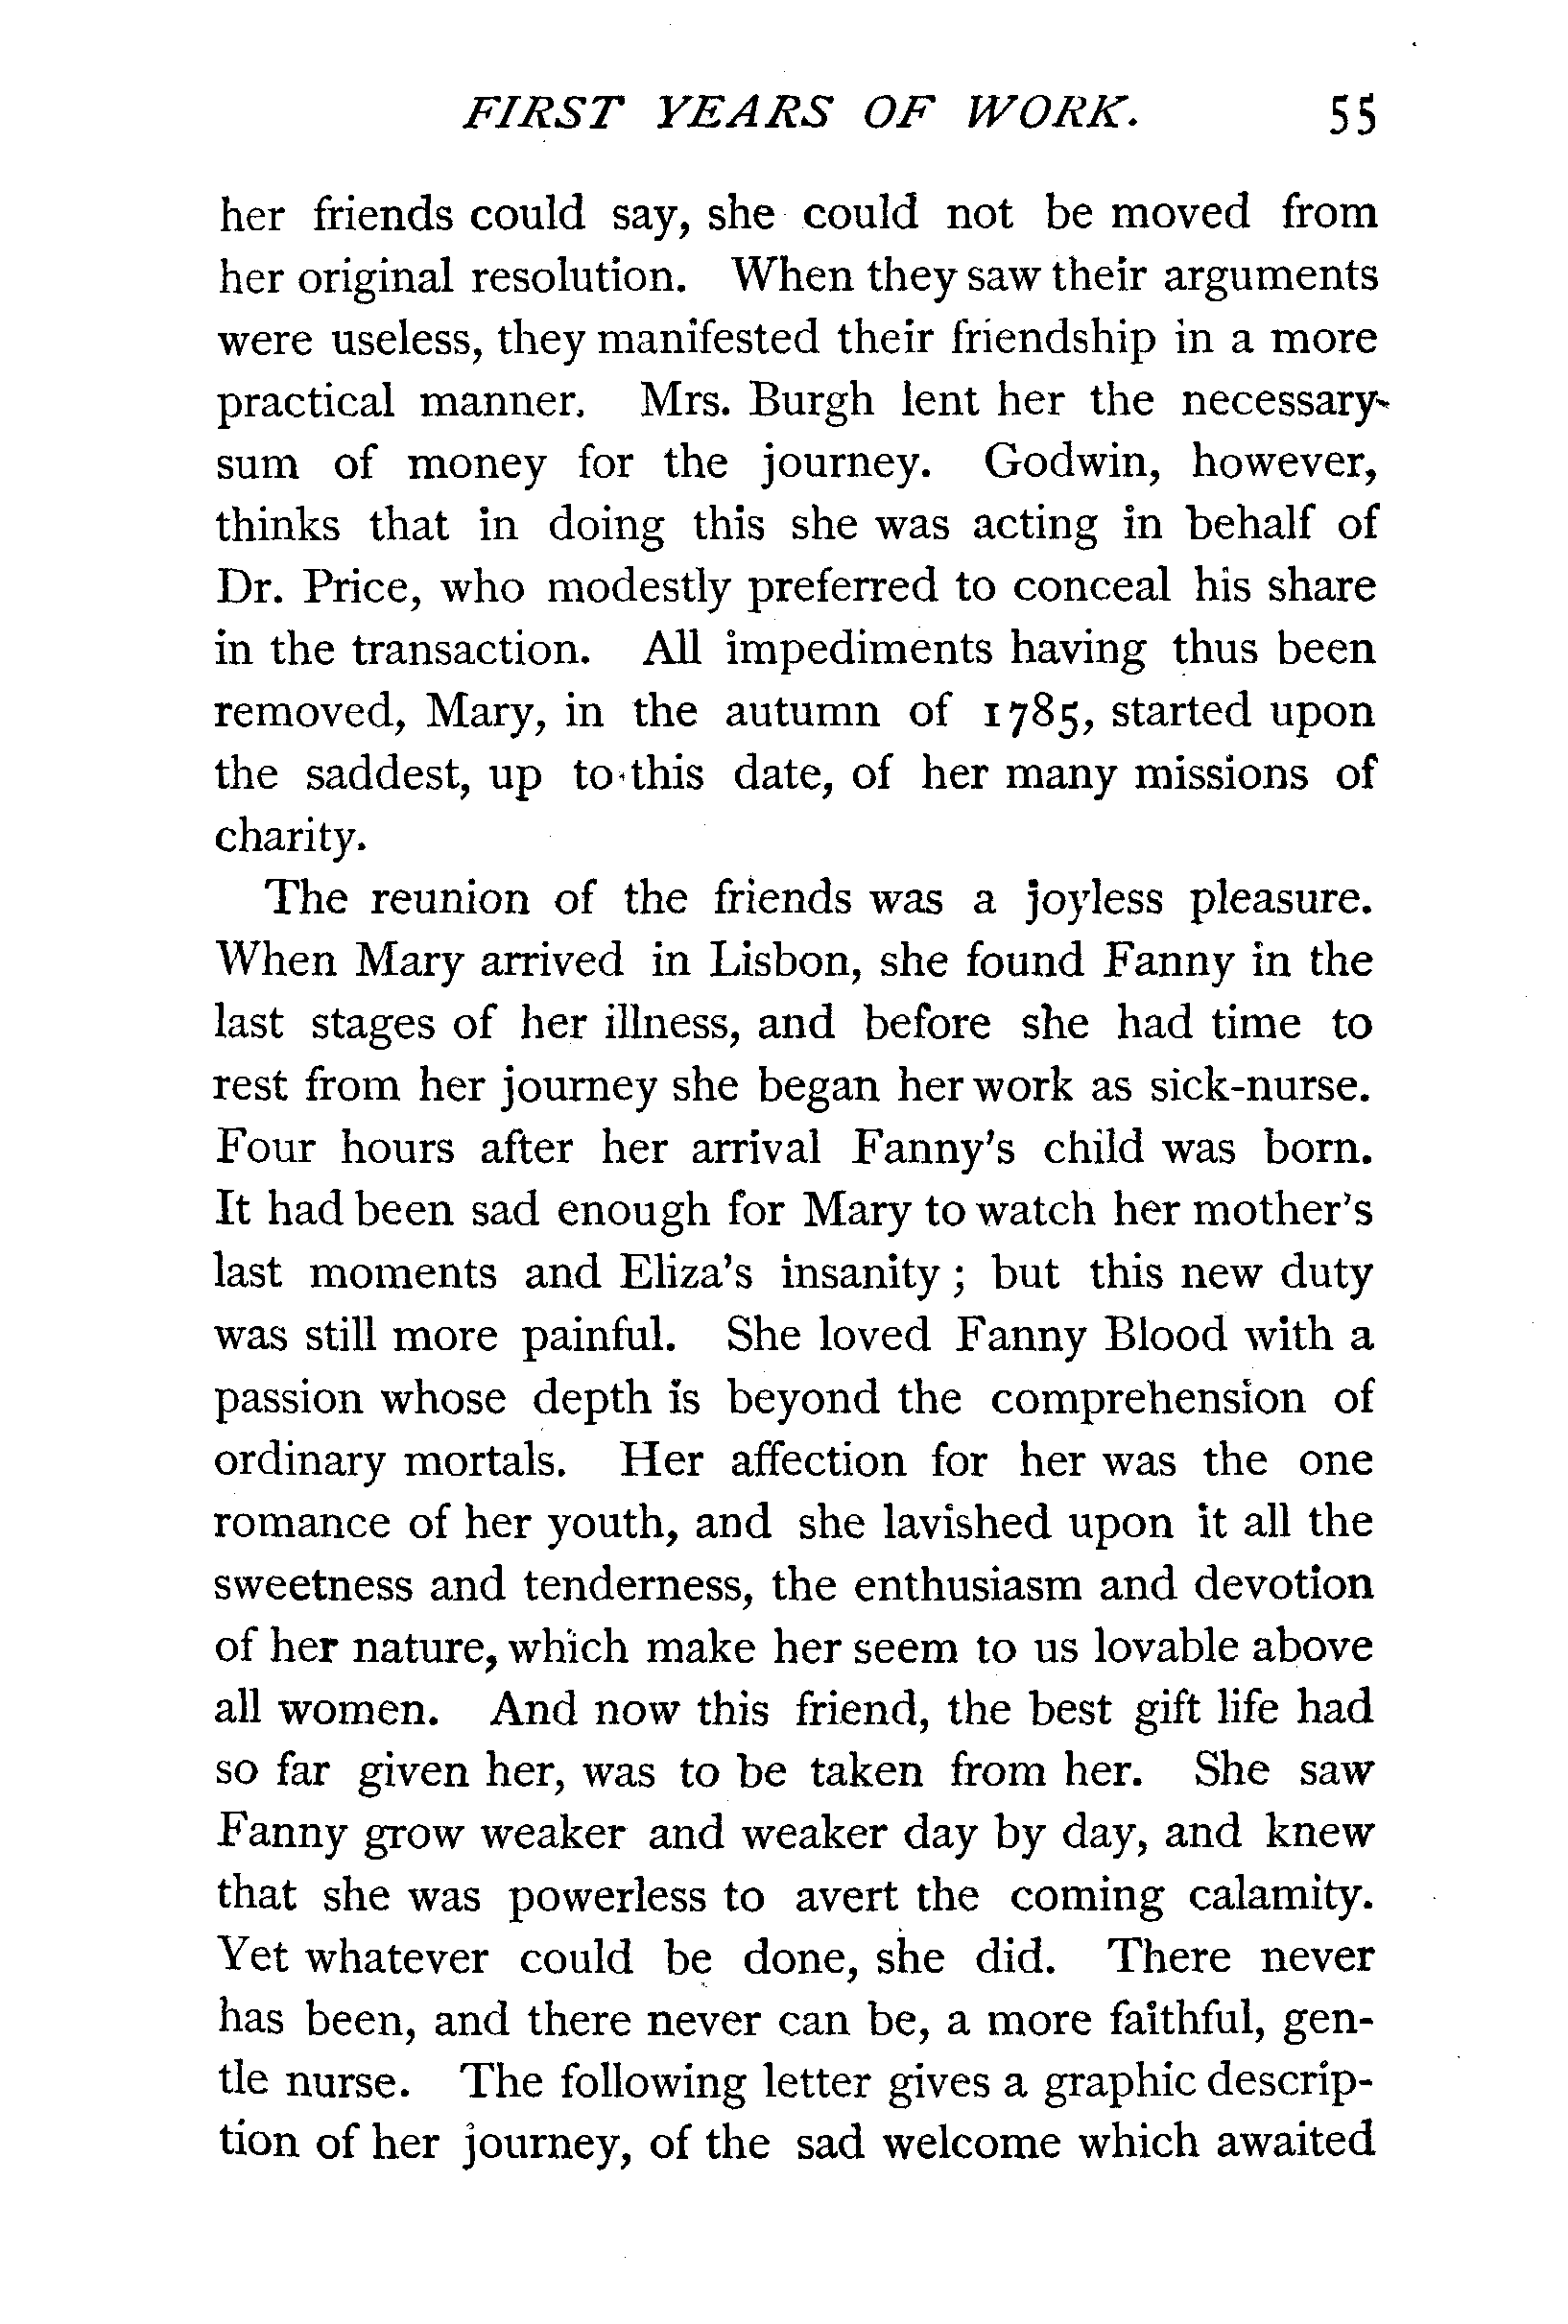 FIRST YEARS OF WORK. 55
her friends could say, she could not be moved from
her original resolution. When they saw their arguments
were useless, they manifested their friendship in a more
practical manner. Mrs. Burgh lent her the necessary
sum of money for the journey. Godwin, however,
thinks that in doing this she was acting in behalf of
Dr. Price, who modestly preferred to conceal his share
in the transaction. All impediments having thus been
removed, Mary, in the autumn of 1785, started upon
the saddest, up to this date, of her many missions of
charity.
The reunion of the friends was a joyless pleasure.
When Mary arrived in Lisbon, she found Fanny in the
last stages of her illness, and before she had time to
rest from her journey she began her work as sick-nurse.
Four hours after her arrival Fanny's child was born.
It had been sad enough for Mary to watch her mother's
last moments and Eliza's insanity ; but this new duty
was still more painful. She loved Fanny Blood with a
passion whose depth is beyond the comprehension of
ordinary mortals. Her affection for her was the one
romance of her youth, and she lavished upon it all the
sweetness and tenderness, the enthusiasm and devotion
of her nature, which make her seem to us lovable above
all women. And now this friend, the best gift life had
so far given her, was to be taken from her. She saw
Fanny grow weaker and weaker day by day, and knew
that she was powerless to avert the coming calamity.
Yet whatever could be done, she did. There never
has been, and there never can be, a more faithful, gen-
tle nurse. The following letter gives a graphic descrip-
tion of her journey, of the sad welcome which awaited